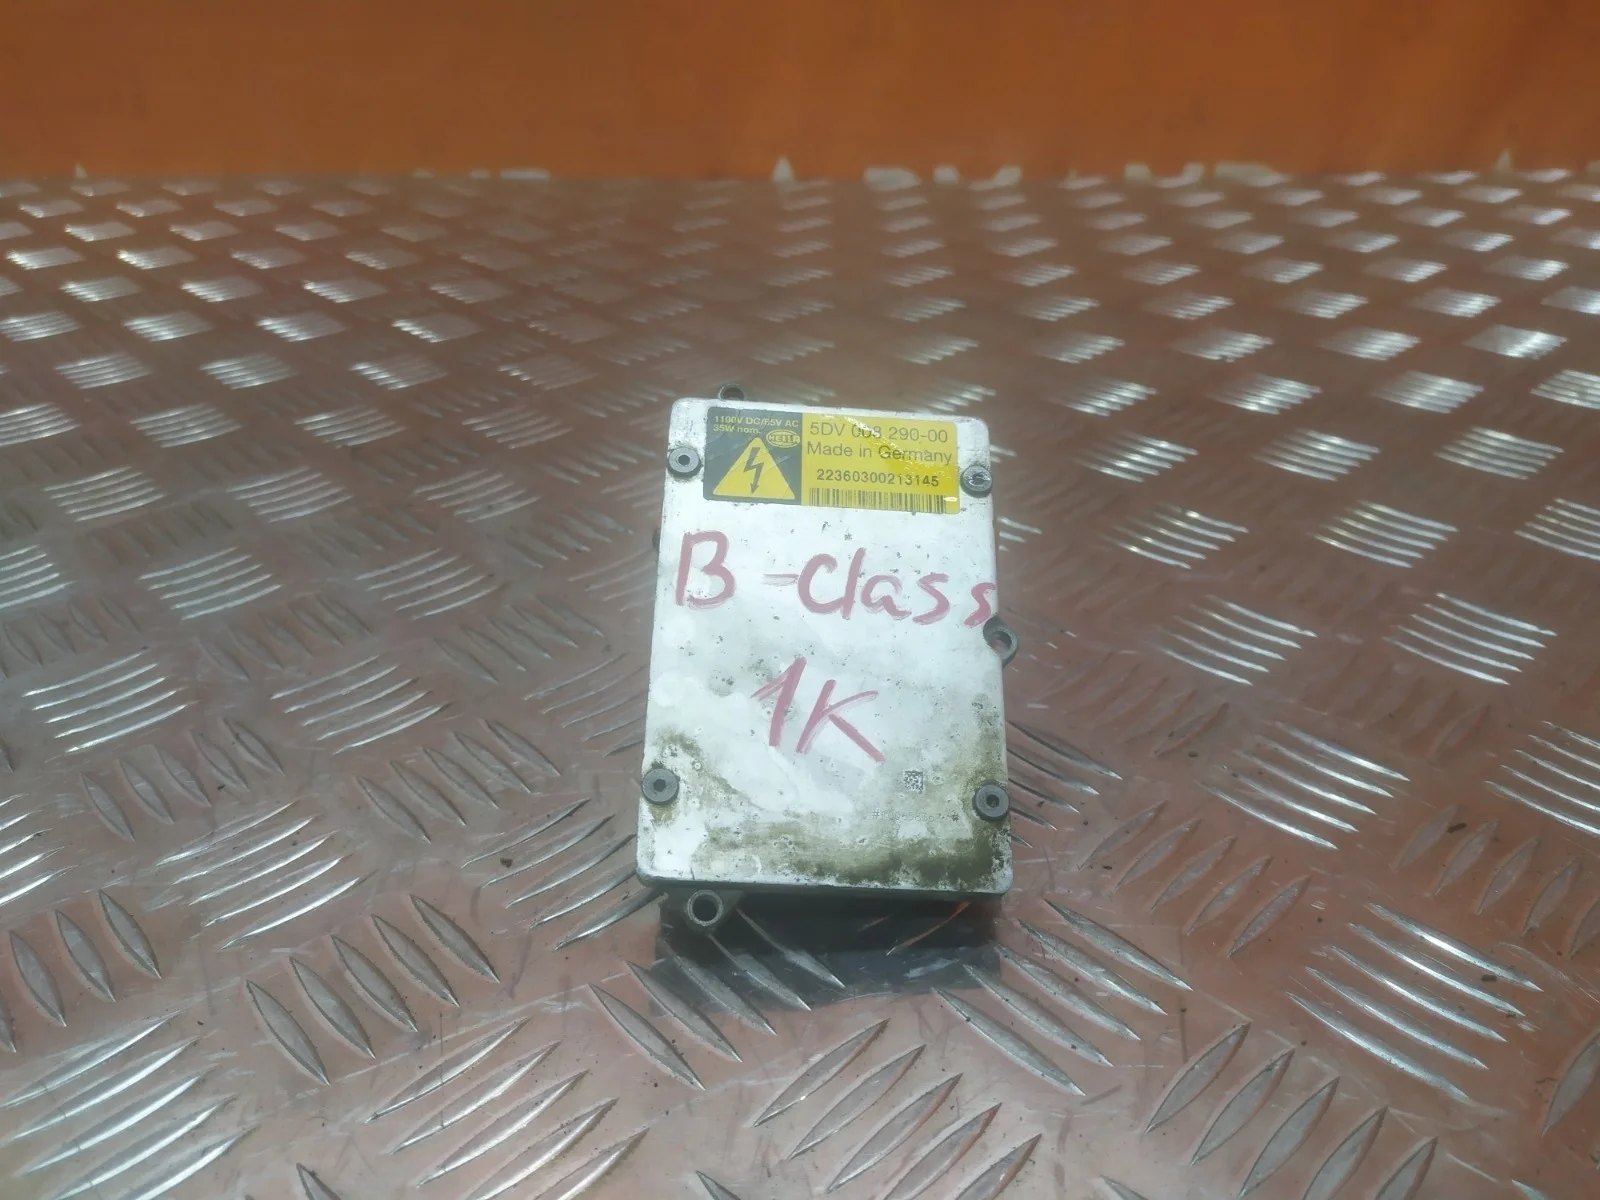 1100V DC/85V AC
35W nom.
HELLA
5DV 008 290-00
Made in Germany
22360300213145
B-Class
1K